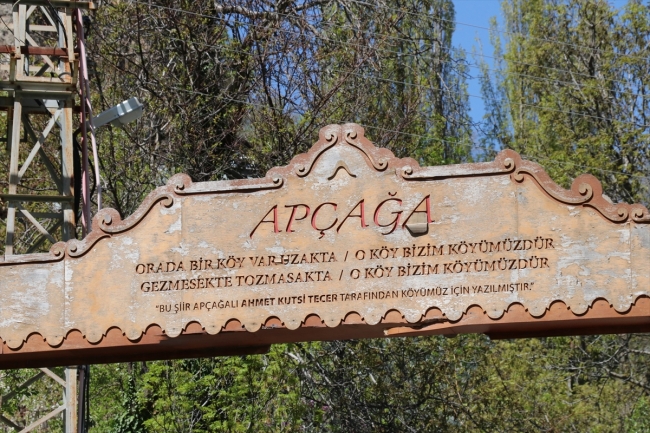 APÇAĞA
ORADA BİR KÖY VAR UZAKTA / O KÖY BİZİM KÖYÜMÜZDÜR
GEZMESEKTE TOZMASAKTA / O KÖY BİZİM KÖYÜMÜZDÜR
"BU ŞİİR APÇAĞALI AHMET KUTSİ TECER TARAFINDAN KÖYÜMÜZ İÇİN YAZILMIŞTIR."